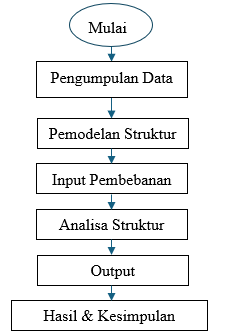 Mulai
Pengumpulan Data
Pemodelan Struktur
Input Pembebanan
Analisa Struktur
Output
Hasil & Kesimpulan